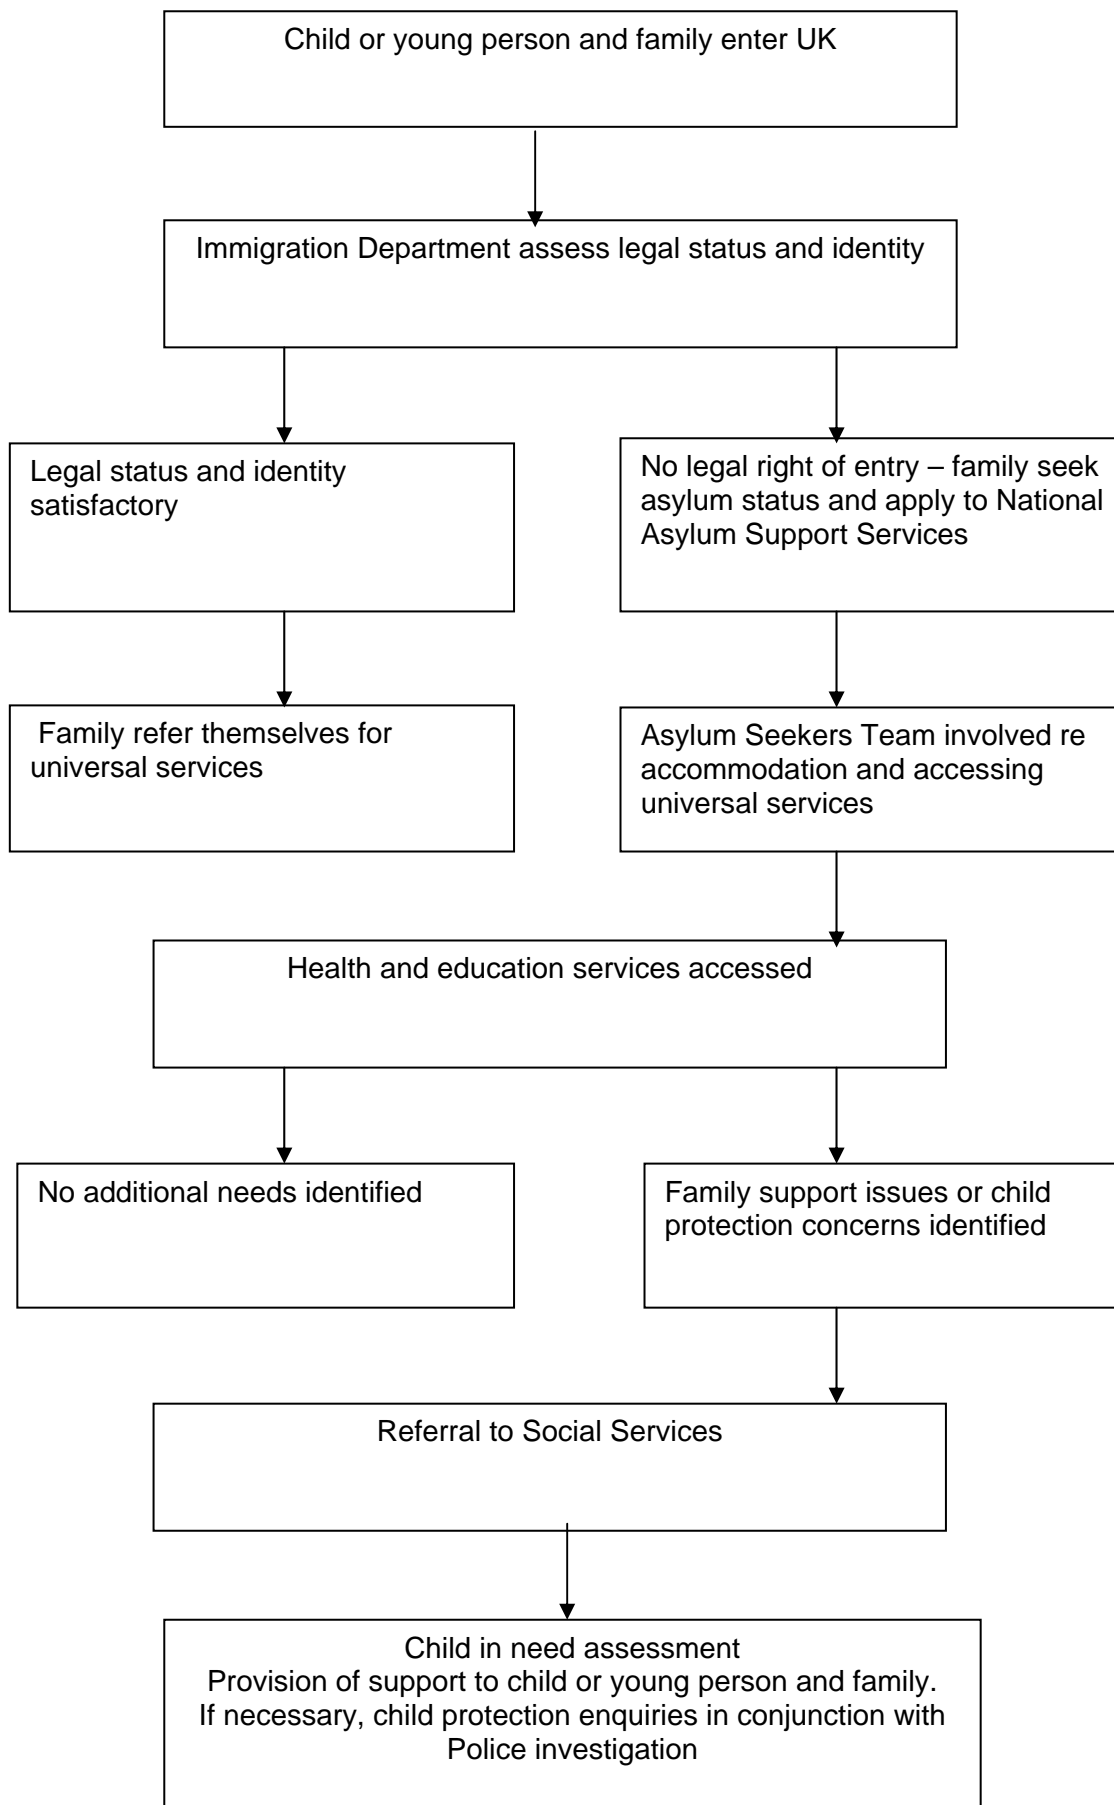 Child or young person and family enter UK
Immigration Department assess legal status and identity
Legal status and identity
satisfactory
No legal right of entry – family seek
asylum status and apply to National
Asylum Support Services
Family refer themselves for
universal services
Asylum Seekers Team involved re
accommodation and accessing
universal services
Health and education services accessed
No additional needs identified
Family support issues or child
protection concerns identified
Referral to Social Services
Child in need assessment
Provision of support to child or young person and family.
If necessary, child protection enquiries in conjunction with
Police investigation